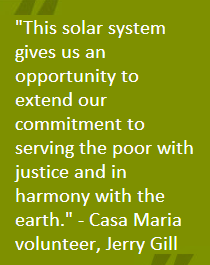 "This solar system
gives us an
opportunity to
extend our
commitment to
serving the poor with
justice and in
harmony with the
earth." - Casa Maria
volunteer, Jerry Gill